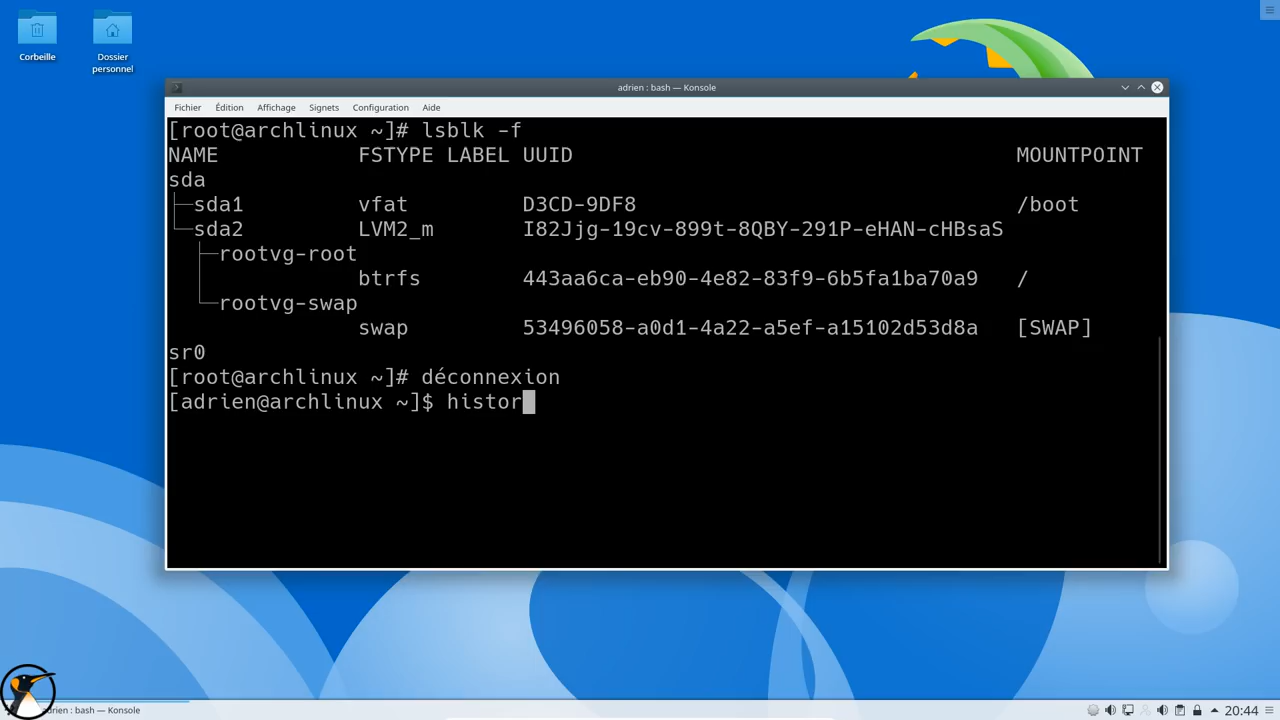 Corbeille
Dossier
personnel
adrien : bash — Konsole
Fichier Édition Affichage Signets Configuration Aide
[root@archlinux ~]# lsblk -f
NAME FSTYPE LABEL UUID MOUNTPOINT
sda
├─sda1 vfat D3CD-9DF8 /boot
└─sda2 LVM2_m I82Jjg-19cv-899t-8QBY-291P-eHAN-cHBsaS
├─rootvg-root
btrfs 443aa6ca-eb90-4e82-83f9-6b5fa1ba70a9 /
└─rootvg-swap
swap 53496058-a0d1-4a22-a5ef-a15102d53d8a [SWAP]
sr0
[root@archlinux ~]# déconnexion
[adrien@archlinux ~]$ histor
adrien : bash — Konsole
20:44